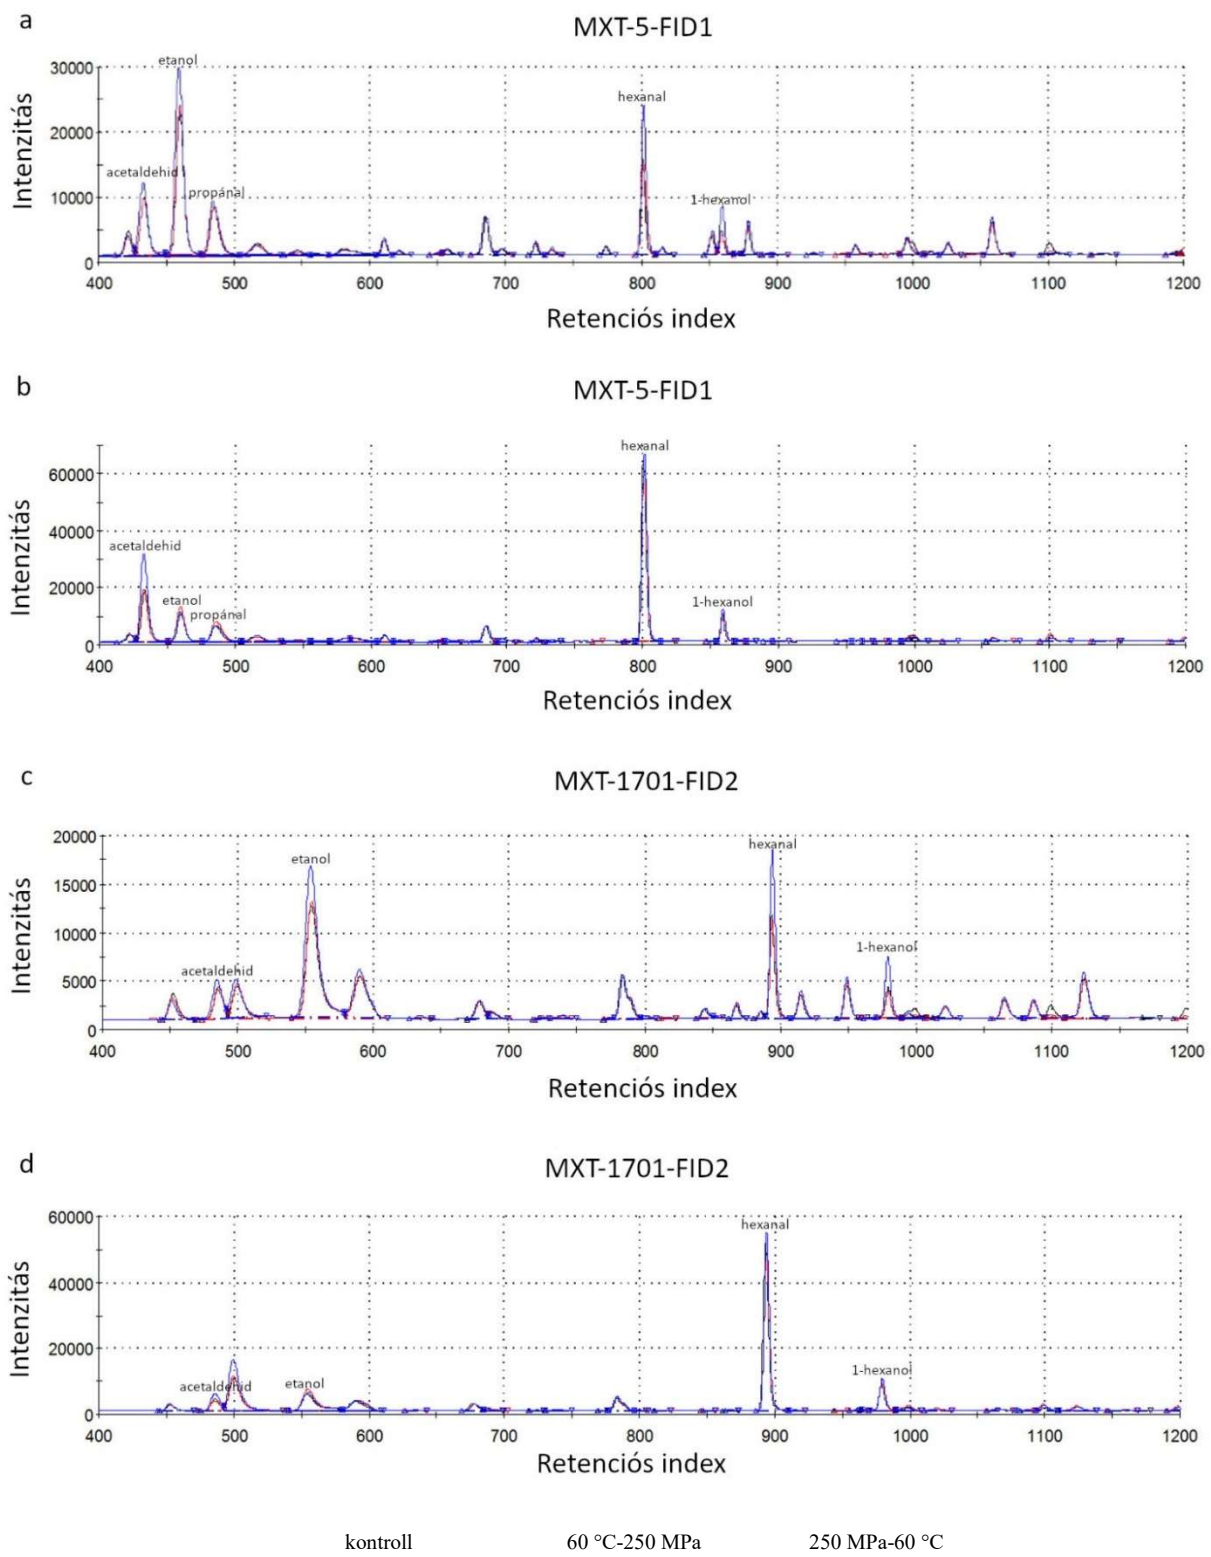 a
MXT-5-FID1
Intenzitás
30000
20000
10000
0
etanol
acetaldehid
propánal
hexanal
1-hexanol
400 500 600 700 800 900 1000 1100 1200
Retenciós index
b
MXT-5-FID1
Intenzitás
60000
40000
20000
0
hexanal
acetaldehid
etanol
propánal
1-hexanol
400 500 600 700 800 900 1000 1100 1200
Retenciós index
c
MXT-1701-FID2
Intenzitás
20000
15000
10000
5000
0
hexanal
etanol
1-hexanol
acetaldehid
400 500 600 700 800 900 1000 1100 1200
Retenciós index
d
MXT-1701-FID2
Intenzitás
60000
40000
20000
0
hexanal
1-hexanol
acetaldehid
etanol
400 500 600 700 800 900 1000 1100 1200
Retenciós index
kontroll 60 °C-250 MPa 250 MPa-60 °C